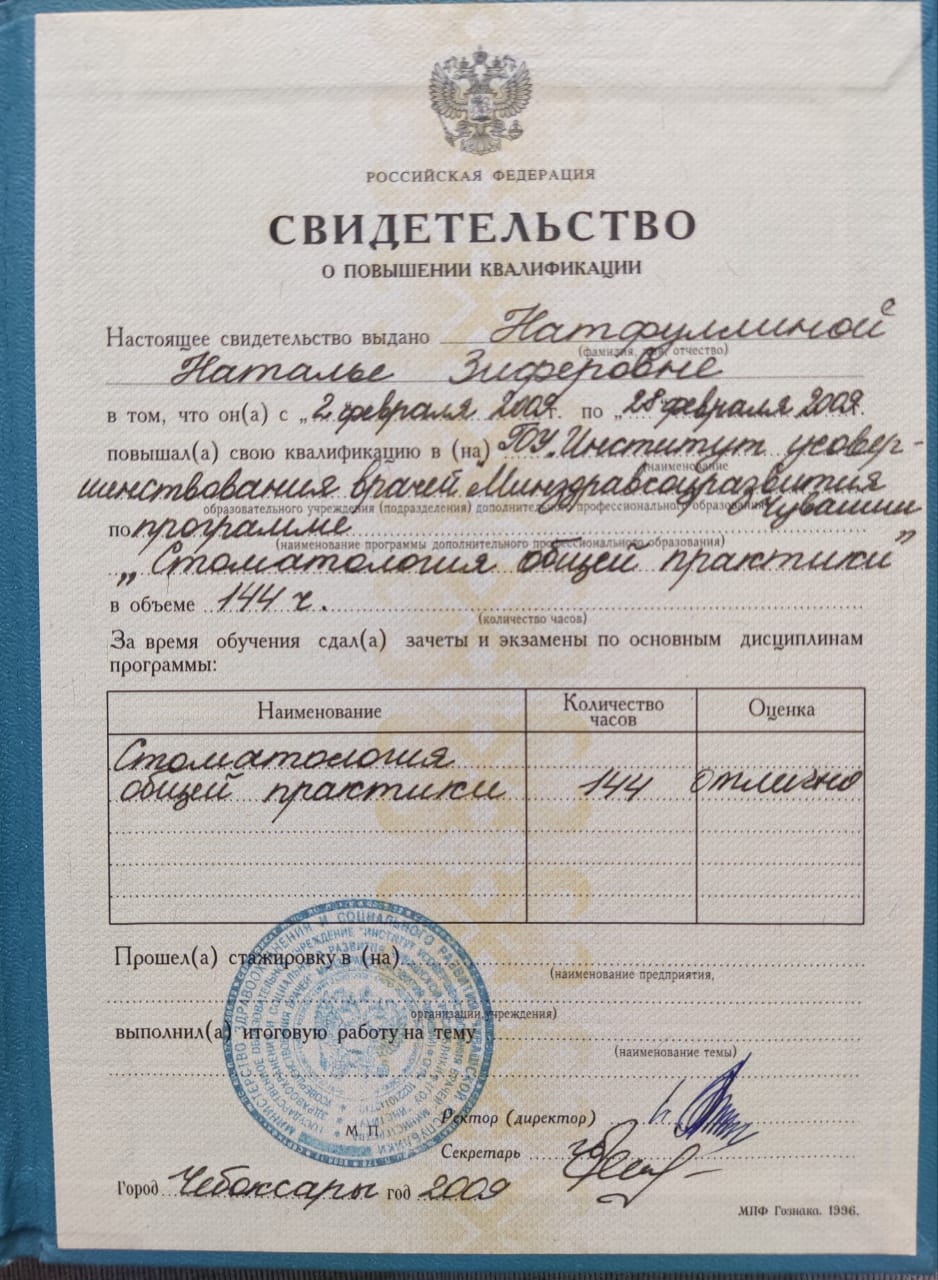 РОССИЙСКАЯ ФЕДЕРАЦИЯ
СВИДЕТЕЛЬСТВО
О ПОВЫШЕНИИ КВАЛИФИКАЦИИ
Настоящее свидетельство выдано Натфуллиной
(фамилия, имя, отчество)
Наталье Зиферовне
в том, что он(а) с „2 февраля 2009г. по „28 февраля 2009.
повышал(а) свою квалификацию в (на) ГОУ „Институт усовер-
(наименование
шенствования врачей Минздравсоцразвития
образовательного учреждения (подразделения) дополнительного профессионального образования)
Чувашии
по программе
(наименование программы дополнительного профессионального образования)
„Стоматология общей практики”
в объеме 144 ч.
(количество часов)
За время обучения сдал(а) зачеты и экзамены по основным дисциплинам
программы:
Наименование Количество часов Оценка
Стоматология
общей практики 144 отлично
Прошел(а) стажировку в (на)
(наименование предприятия,
организации, учреждения)
выполнил(а) итоговую работу на тему
(наименование темы)
Ректор (директор)
М. П.
Секретарь
Город Чебоксары год 2009
МПФ Гознака. 1996.